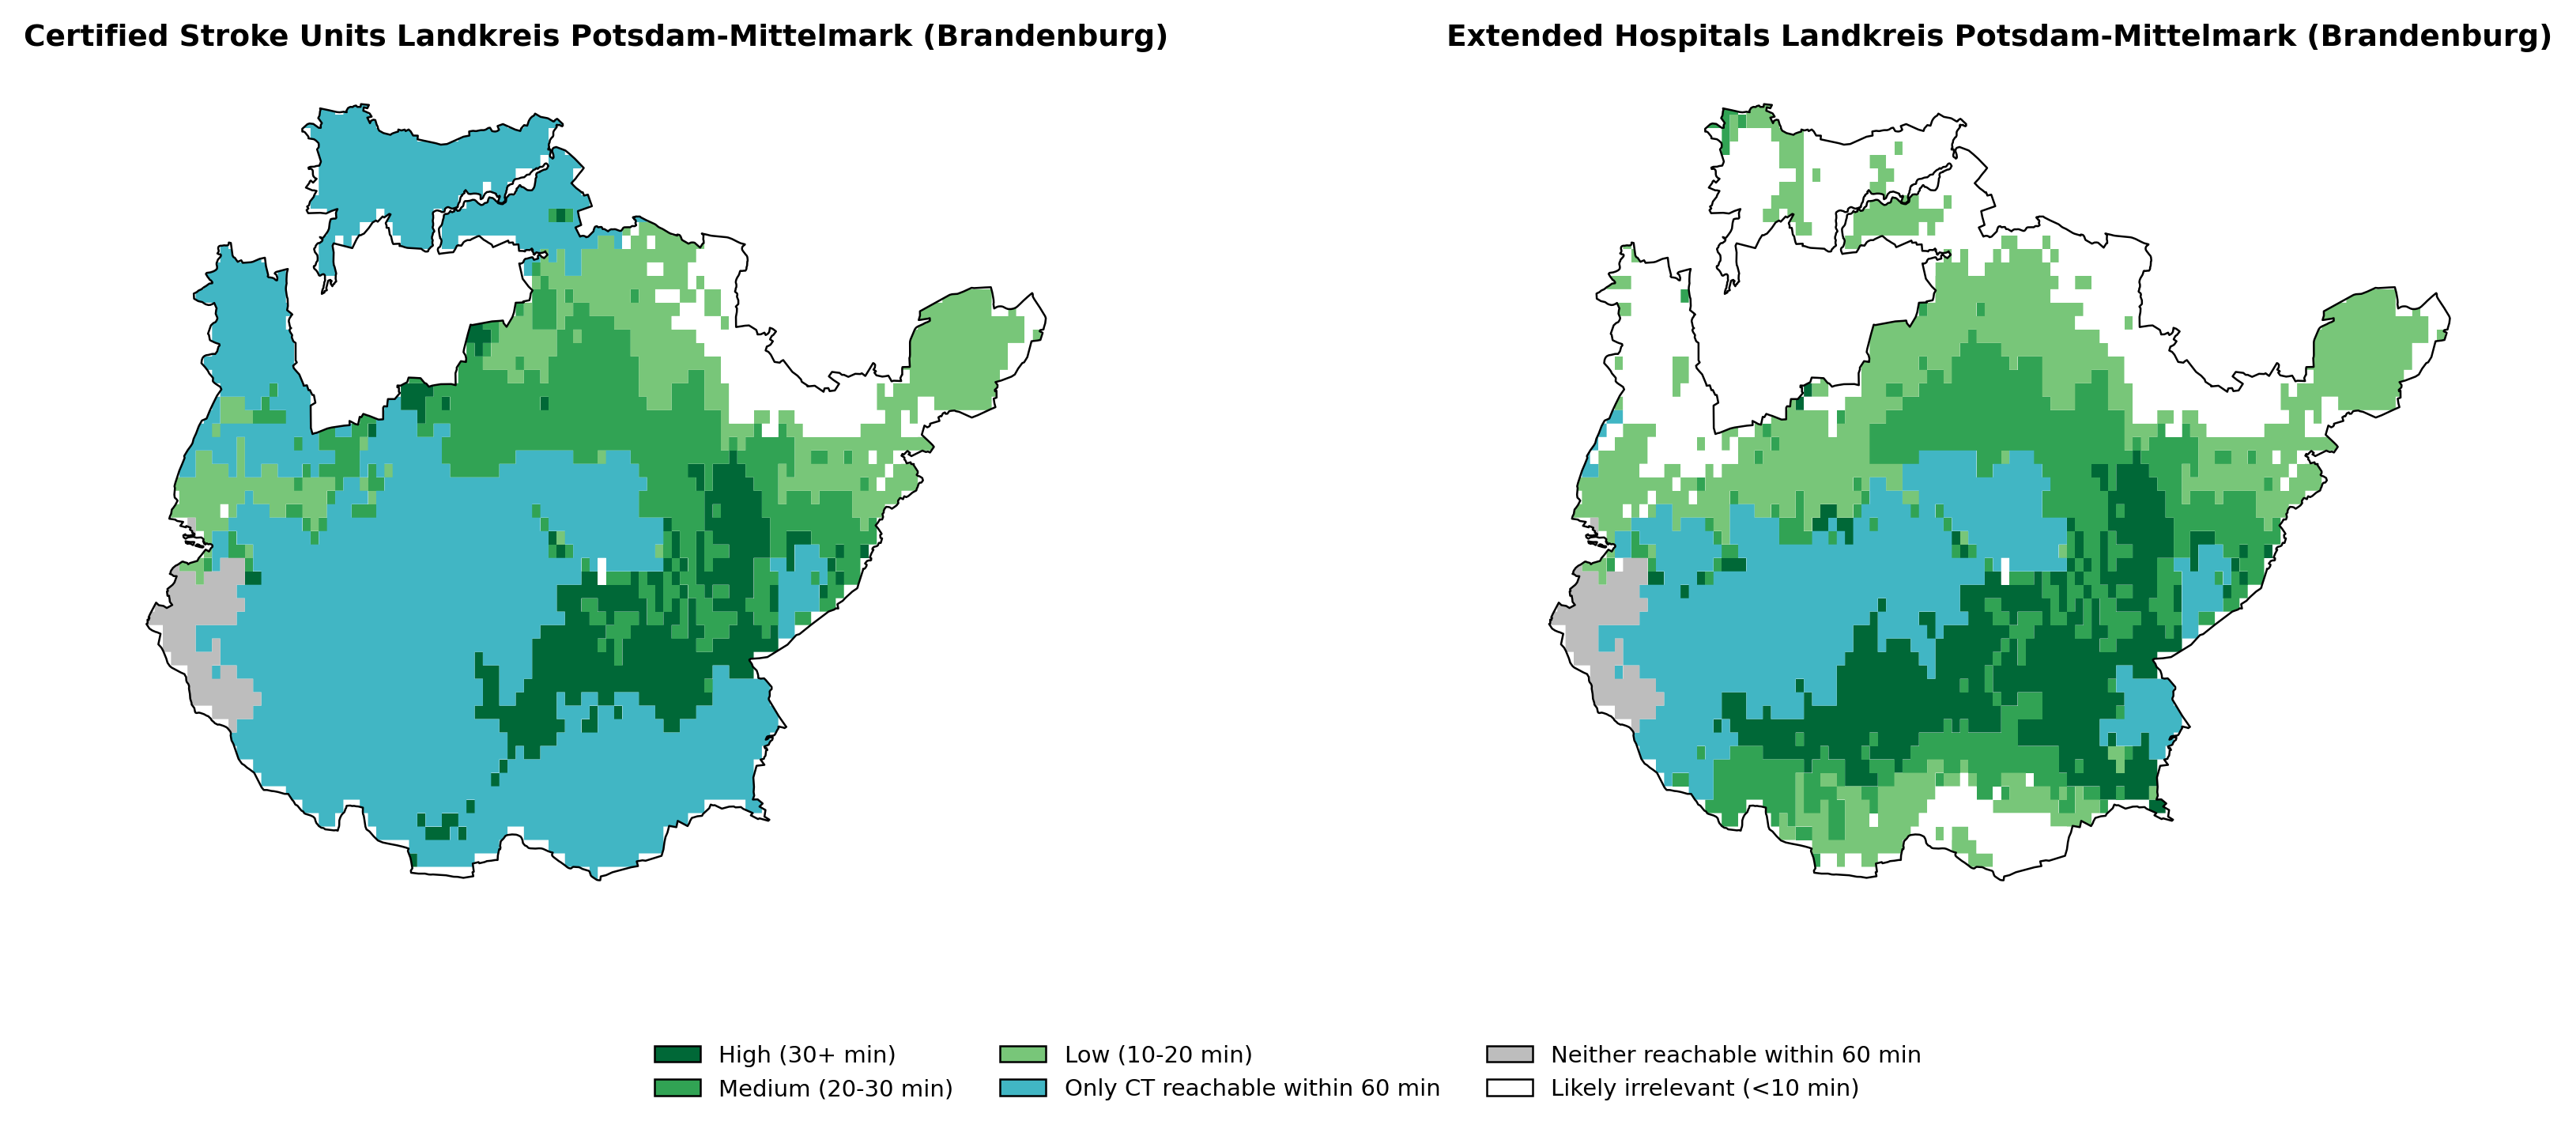 Certified Stroke Units Landkreis Potsdam-Mittelmark (Brandenburg)
Extended Hospitals Landkreis Potsdam-Mittelmark (Brandenburg)
High (30+ min)
Medium (20-30 min)
Low (10-20 min)
Only CT reachable within 60 min
Neither reachable within 60 min
Likely irrelevant (<10 min)